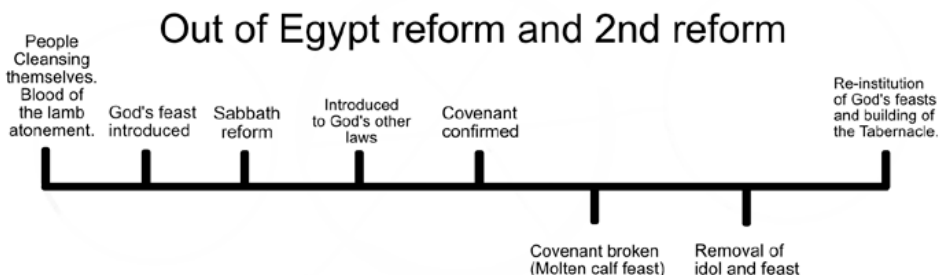 Out of Egypt reform and 2nd reform
People
Cleansing
themselves.
Blood of
the lamb
atonement.
God's feast
introduced
Sabbath
reform
Introduced
to God's other
laws
Covenant
confirmed
Re-institution
of God's feasts
and building of
the Tabernacle.
Covenant broken
(Molten calf feast)
Removal of
idol and feast